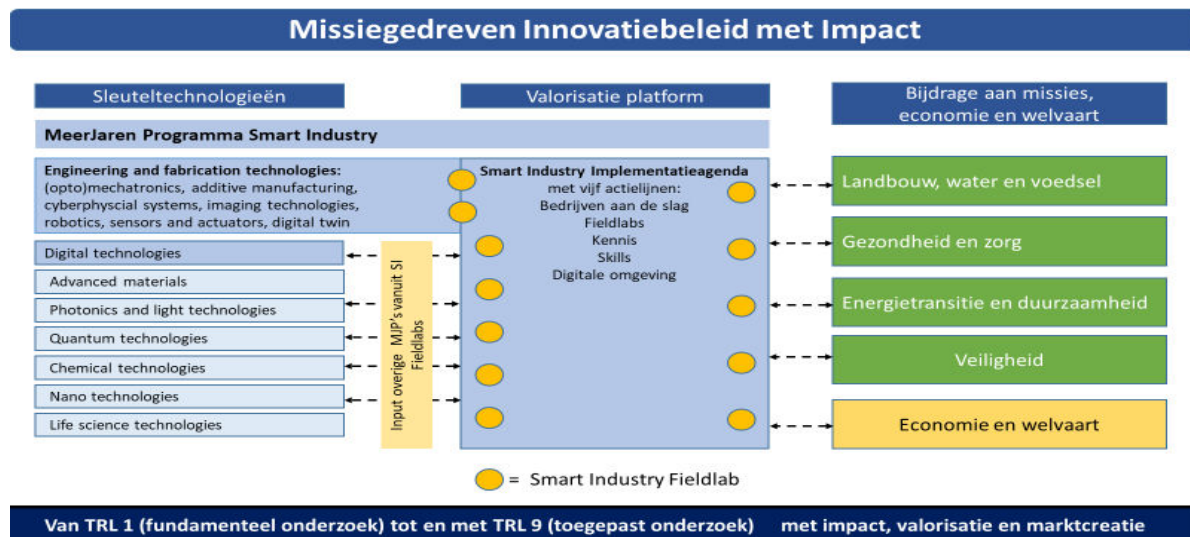 Missiegedreven Innovatiebeleid met Impact
Sleuteltechnologieën
Valorisatie platform
Bijdrage aan missies,
economie en welvaart
MeerJaren Programma Smart Industry
Engineering and fabrication technologies:
(opto)mechatronics, additive manufacturing,
cyberphyscial systems, imaging technologies,
robotics, sensors and actuators, digital twin
Digital technologies
Advanced materials
Photonics and light technologies
Quantum technologies
Chemical technologies
Nano technologies
Life science technologies
Input overige MJP's vanuit SI
Fieldlabs
Smart Industry Implementatieagenda
met vijf actielijnen:
Bedrijven aan de slag
Fieldlabs
Kennis
Skills
Digitale omgeving
Landbouw, water en voedsel
Gezondheid en zorg
Energietransitie en duurzaamheid
Veiligheid
Economie en welvaart
= Smart Industry Fieldlab
Van TRL 1 (fundamenteel onderzoek) tot en met TRL 9 (toegepast onderzoek) met impact, valorisatie en marktcreatie